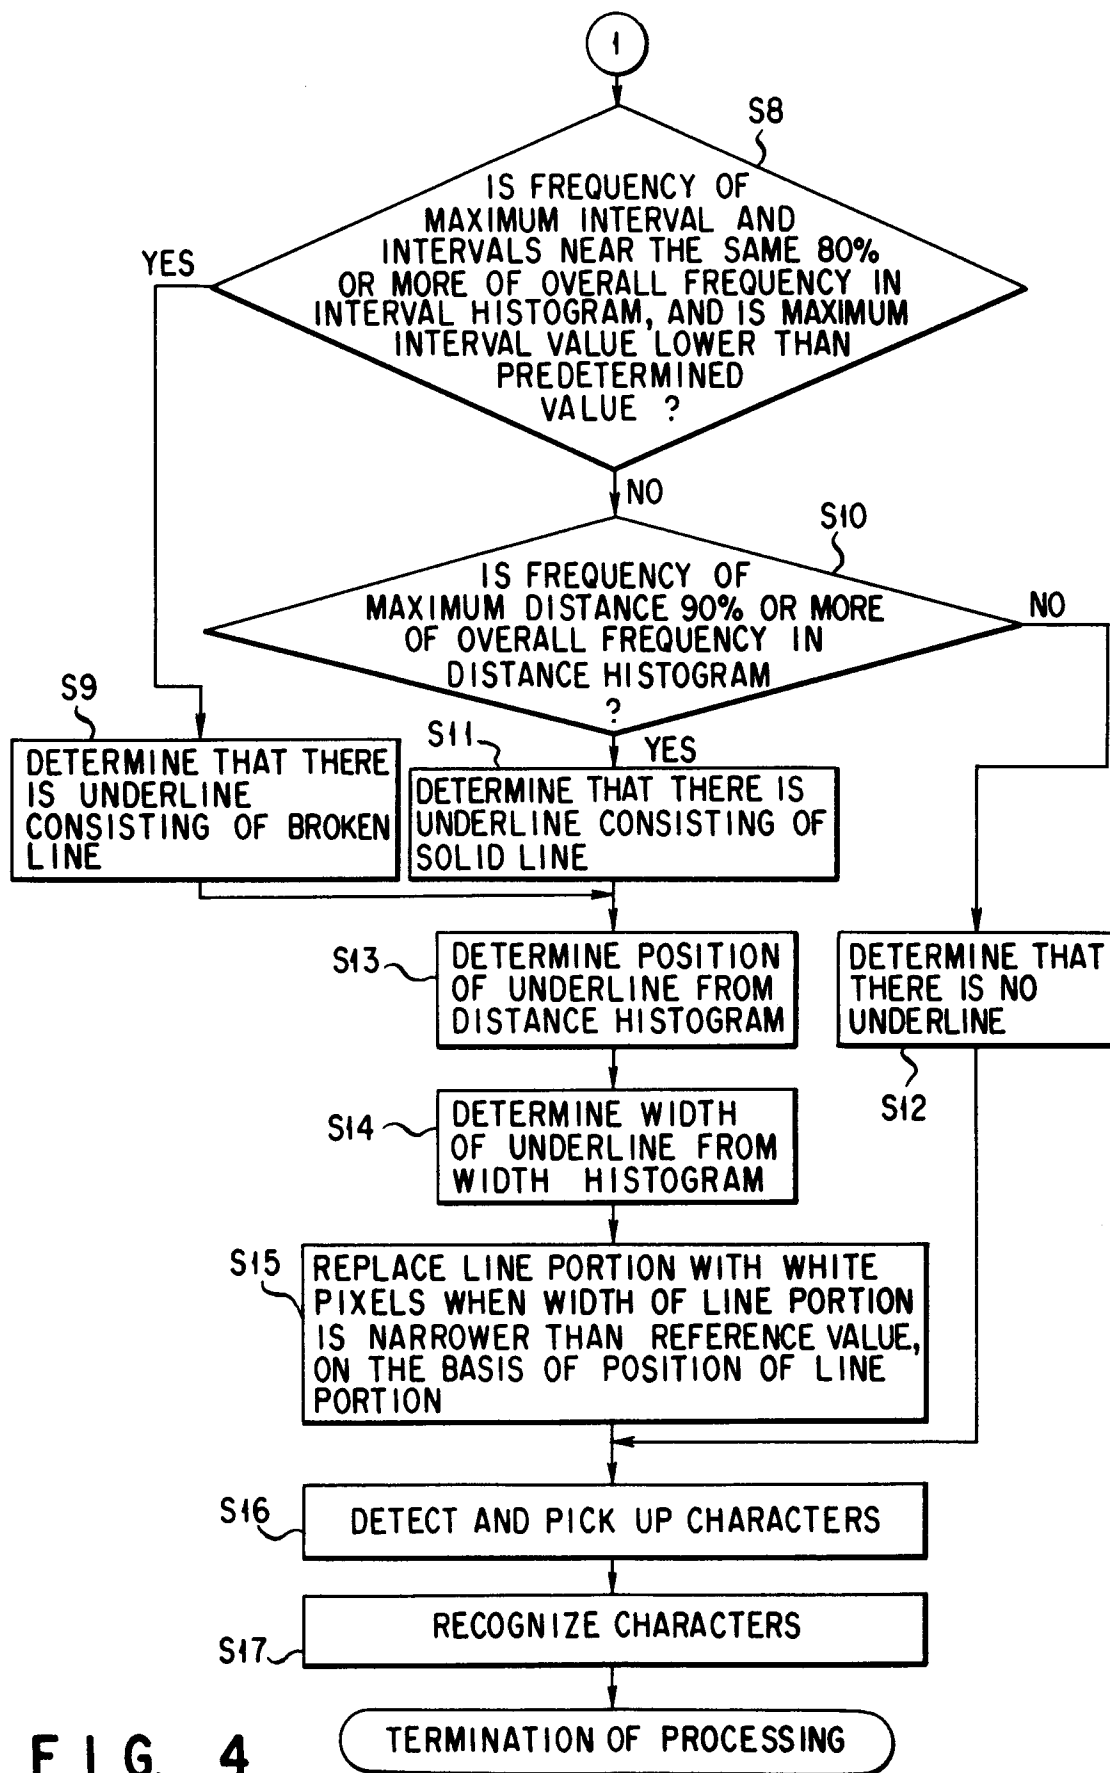 1
S8
IS FREQUENCY OF
MAXIMUM INTERVAL AND
INTERVALS NEAR THE SAME 80%
OR MORE OF OVERALL FREQUENCY IN
INTERVAL HISTOGRAM, AND IS MAXIMUM
INTERVAL VALUE LOWER THAN
PREDETERMINED
VALUE ?
YES
NO
S10
IS FREQUENCY OF
MAXIMUM DISTANCE 90% OR MORE
OF OVERALL FREQUENCY IN
DISTANCE HISTOGRAM
?
NO
YES
S9
DETERMINE THAT THERE
IS UNDERLINE
CONSISTING OF BROKEN
LINE
S11
DETERMINE THAT THERE IS
UNDERLINE CONSISTING OF
SOLID LINE
S13
DETERMINE POSITION
OF UNDERLINE FROM
DISTANCE HISTOGRAM
DETERMINE THAT
THERE IS NO
UNDERLINE
S12
S14
DETERMINE WIDTH
OF UNDERLINE FROM
WIDTH HISTOGRAM
S15
REPLACE LINE PORTION WITH WHITE
PIXELS WHEN WIDTH OF LINE PORTION
IS NARROWER THAN REFERENCE VALUE,
ON THE BASIS OF POSITION OF LINE
PORTION
S16
DETECT AND PICK UP CHARACTERS
S17
RECOGNIZE CHARACTERS
TERMINATION OF PROCESSING
FIG. 4